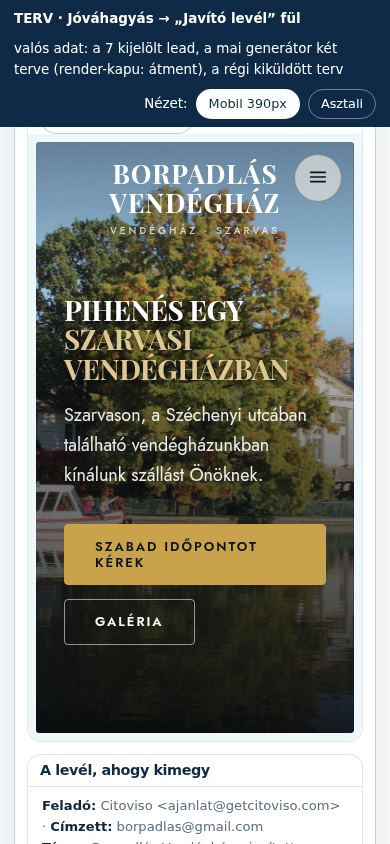 TERV · Jóváhagyás → „Javító levél” fül
valós adat: a 7 kijelölt lead, a mai generátor két
terve (render-kapu: átment), a régi kiküldött terv
Nézet: Mobil 390px Asztali
BORPADLÁS
VENDÉGHÁZ
VENDÉGHÁZ · SZARVAS
PIHENÉS EGY
SZARVASI
VENDÉGHÁZBAN
Szarvason, a Széchenyi utcában
található vendégházunkban
kínálunk szállást Önöknek.
SZABAD IDŐPONTOT
KÉREK
GALÉRIA
A levél, ahogy kimegy
Feladó: Citoviso <ajanlat@getcitoviso.com>
· Címzett: borpadlas@gmail.com